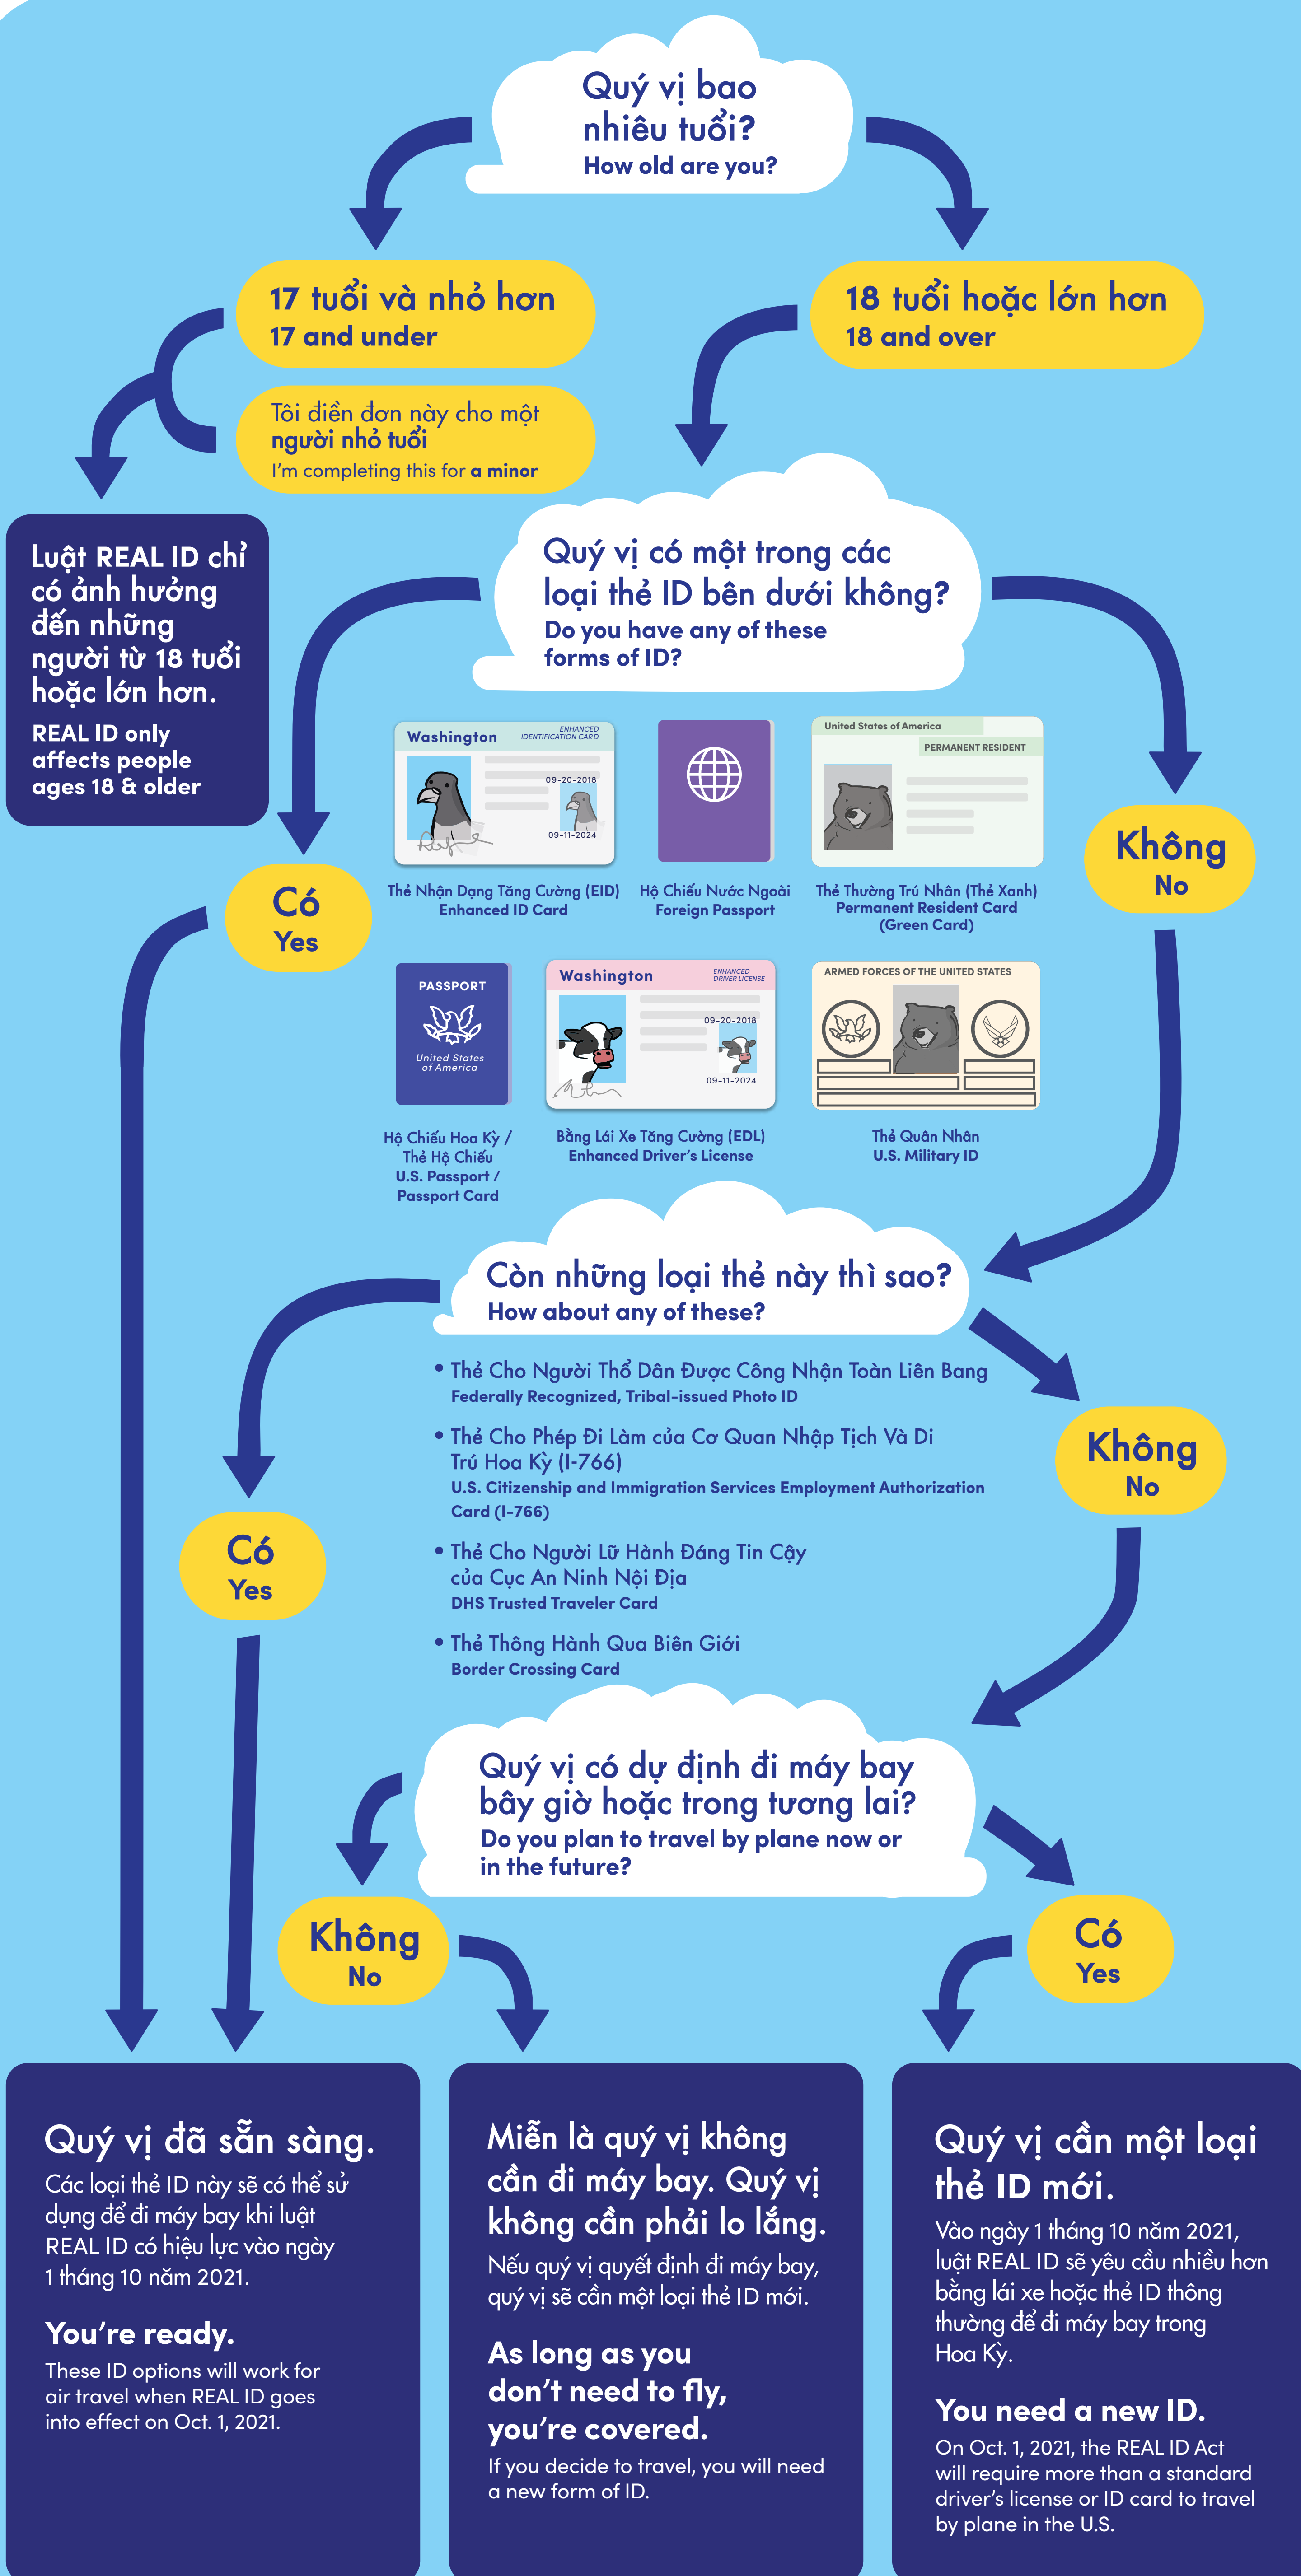 Quý vị bao
nhiêu tuổi?
How old are you?
17 tuổi và nhỏ hơn
17 and under
18 tuổi hoặc lớn hơn
18 and over
Tôi điền đơn này cho một
người nhỏ tuổi
I'm completing this for a minor
Luật REAL ID chỉ
có ảnh hưởng
đến những
người từ 18 tuổi
hoặc lớn hơn.
REAL ID only
affects people
ages 18 & older
Quý vị có một trong các
loại thẻ ID bên dưới không?
Do you have any of these
forms of ID?
Washington
ENHANCED
IDENTIFICATION CARD
09-20-2018
09-11-2024
United States of America
PERMANENT RESIDENT
Không
No
Có
Yes
Thẻ Nhận Dạng Tăng Cường (EID)
Enhanced ID Card
Hộ Chiếu Nước Ngoài
Foreign Passport
Thẻ Thường Trú Nhân (Thẻ Xanh)
Permanent Resident Card
(Green Card)
PASSPORT
United States
of America
Washington
ENHANCED
DRIVER LICENSE
09-20-2018
09-11-2024
ARMED FORCES OF THE UNITED STATES
Hộ Chiếu Hoa Kỳ /
Thẻ Hộ Chiếu
U.S. Passport /
Passport Card
Bằng Lái Xe Tăng Cường (EDL)
Enhanced Driver's License
Thẻ Quân Nhân
U.S. Military ID
Còn những loại thẻ này thì sao?
How about any of these?
• Thẻ Cho Người Thổ Dân Được Công Nhận Toàn Liên Bang
Federally Recognized, Tribal-issued Photo ID
• Thẻ Cho Phép Đi Làm của Cơ Quan Nhập Tịch Và Di
Trú Hoa Kỳ (I-766)
U.S. Citizenship and Immigration Services Employment Authorization
Card (I-766)
• Thẻ Cho Người Lữ Hành Đáng Tin Cậy
của Cục An Ninh Nội Địa
DHS Trusted Traveler Card
• Thẻ Thông Hành Qua Biên Giới
Border Crossing Card
Không
No
Có
Yes
Quý vị có dự định đi máy bay
bây giờ hoặc trong tương lai?
Do you plan to travel by plane now or
in the future?
Không
No
Có
Yes
Quý vị đã sẵn sàng.
Các loại thẻ ID này sẽ có thể sử
dụng để đi máy bay khi luật
REAL ID có hiệu lực vào ngày
1 tháng 10 năm 2021.
You're ready.
These ID options will work for
air travel when REAL ID goes
into effect on Oct. 1, 2021.
Miễn là quý vị không
cần đi máy bay. Quý vị
không cần phải lo lắng.
Nếu quý vị quyết định đi máy bay,
quý vị sẽ cần một loại thẻ ID mới.
As long as you
don't need to fly,
you're covered.
If you decide to travel, you will need
a new form of ID.
Quý vị cần một loại
thẻ ID mới.
Vào ngày 1 tháng 10 năm 2021,
luật REAL ID sẽ yêu cầu nhiều hơn
bằng lái xe hoặc thẻ ID thông
thường để đi máy bay trong
Hoa Kỳ.
You need a new ID.
On Oct. 1, 2021, the REAL ID Act
will require more than a standard
driver's license or ID card to travel
by plane in the U.S.